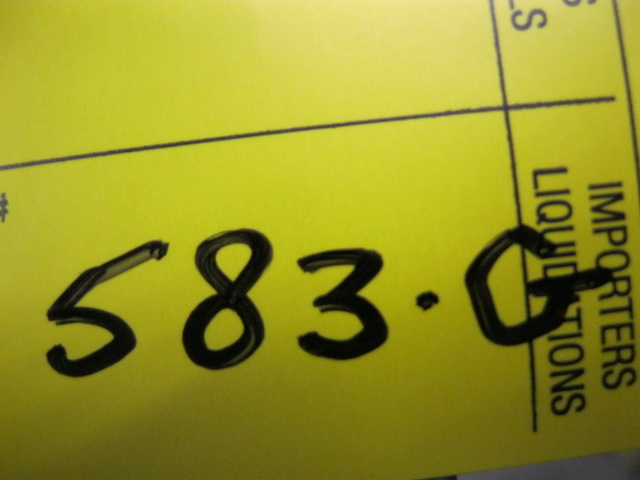 583.G
IMPORTERS
LIQUIDATIONS
#